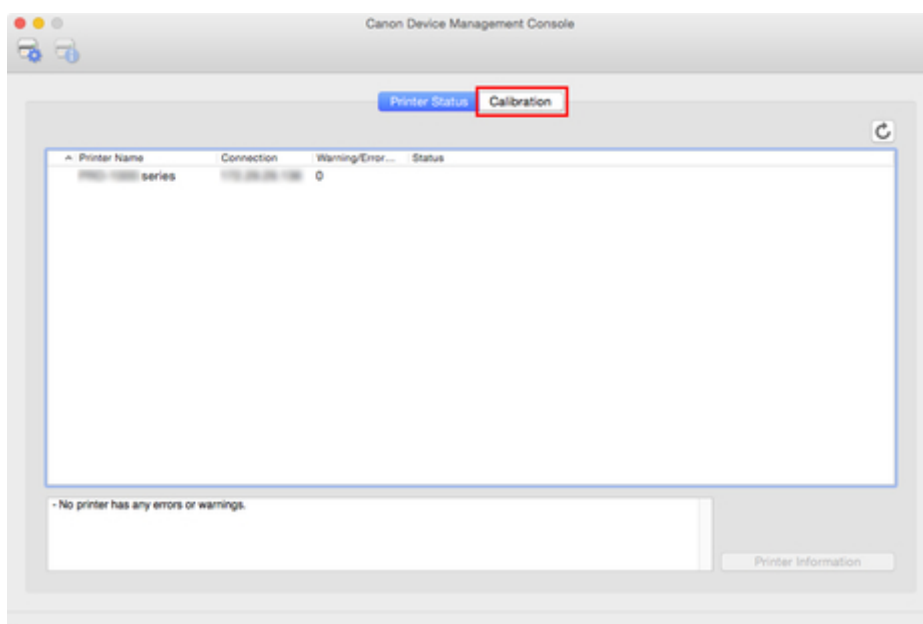 Canon Device Management Console
Printer Status Calibration
Printer Name Connection Warning/Error... Status
series 0
- No printer has any errors or warnings.
Printer Information